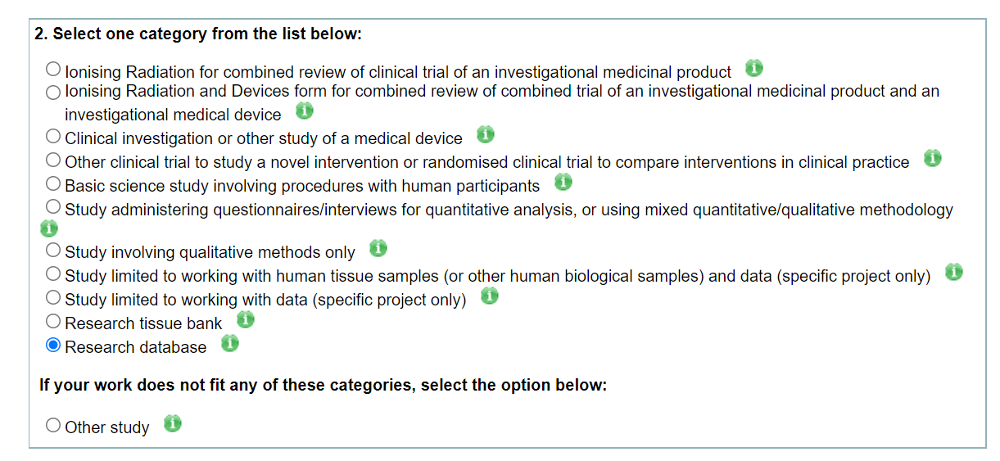 2. Select one category from the list below:
Ionising Radiation for combined review of clinical trial of an investigational medicinal product
Ionising Radiation and Devices form for combined review of combined trial of an investigational medicinal product and an
investigational medical device
Clinical investigation or other study of a medical device
Other clinical trial to study a novel intervention or randomised clinical trial to compare interventions in clinical practice
Basic science study involving procedures with human participants
Study administering questionnaires/interviews for quantitative analysis, or using mixed quantitative/qualitative methodology
Study involving qualitative methods only
Study limited to working with human tissue samples (or other human biological samples) and data (specific project only)
Study limited to working with data (specific project only)
Research tissue bank
Research database
If your work does not fit any of these categories, select the option below:
Other study